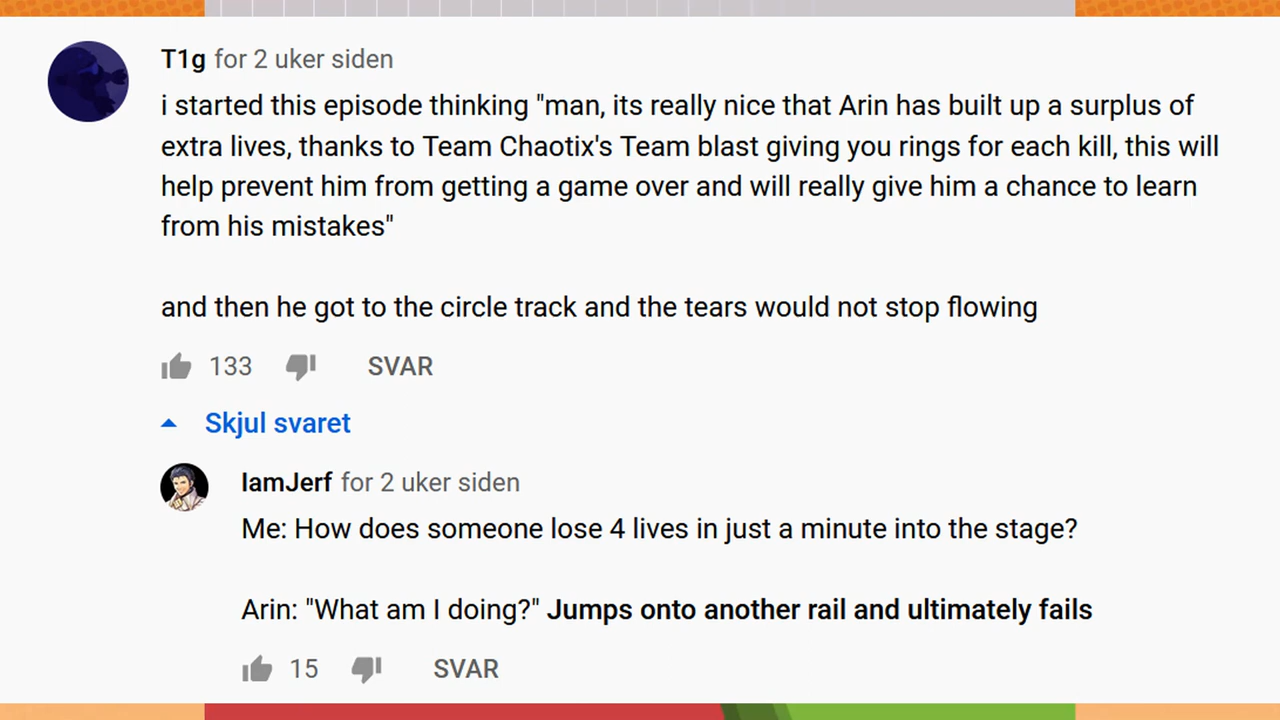 T1g for 2 uker siden
i started this episode thinking "man, its really nice that Arin has built up a surplus of
extra lives, thanks to Team Chaotix's Team blast giving you rings for each kill, this will
help prevent him from getting a game over and will really give him a chance to learn
from his mistakes"
and then he got to the circle track and the tears would not stop flowing
133 SVAR
Skjul svaret
IamJerf for 2 uker siden
Me: How does someone lose 4 lives in just a minute into the stage?
Arin: "What am I doing?" Jumps onto another rail and ultimately fails
15 SVAR